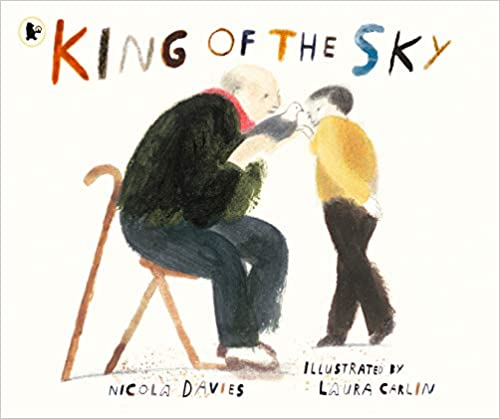 KING OF THE SKY
NICOLA DAVIES
ILLUSTRATED BY
LAURA CARLIN